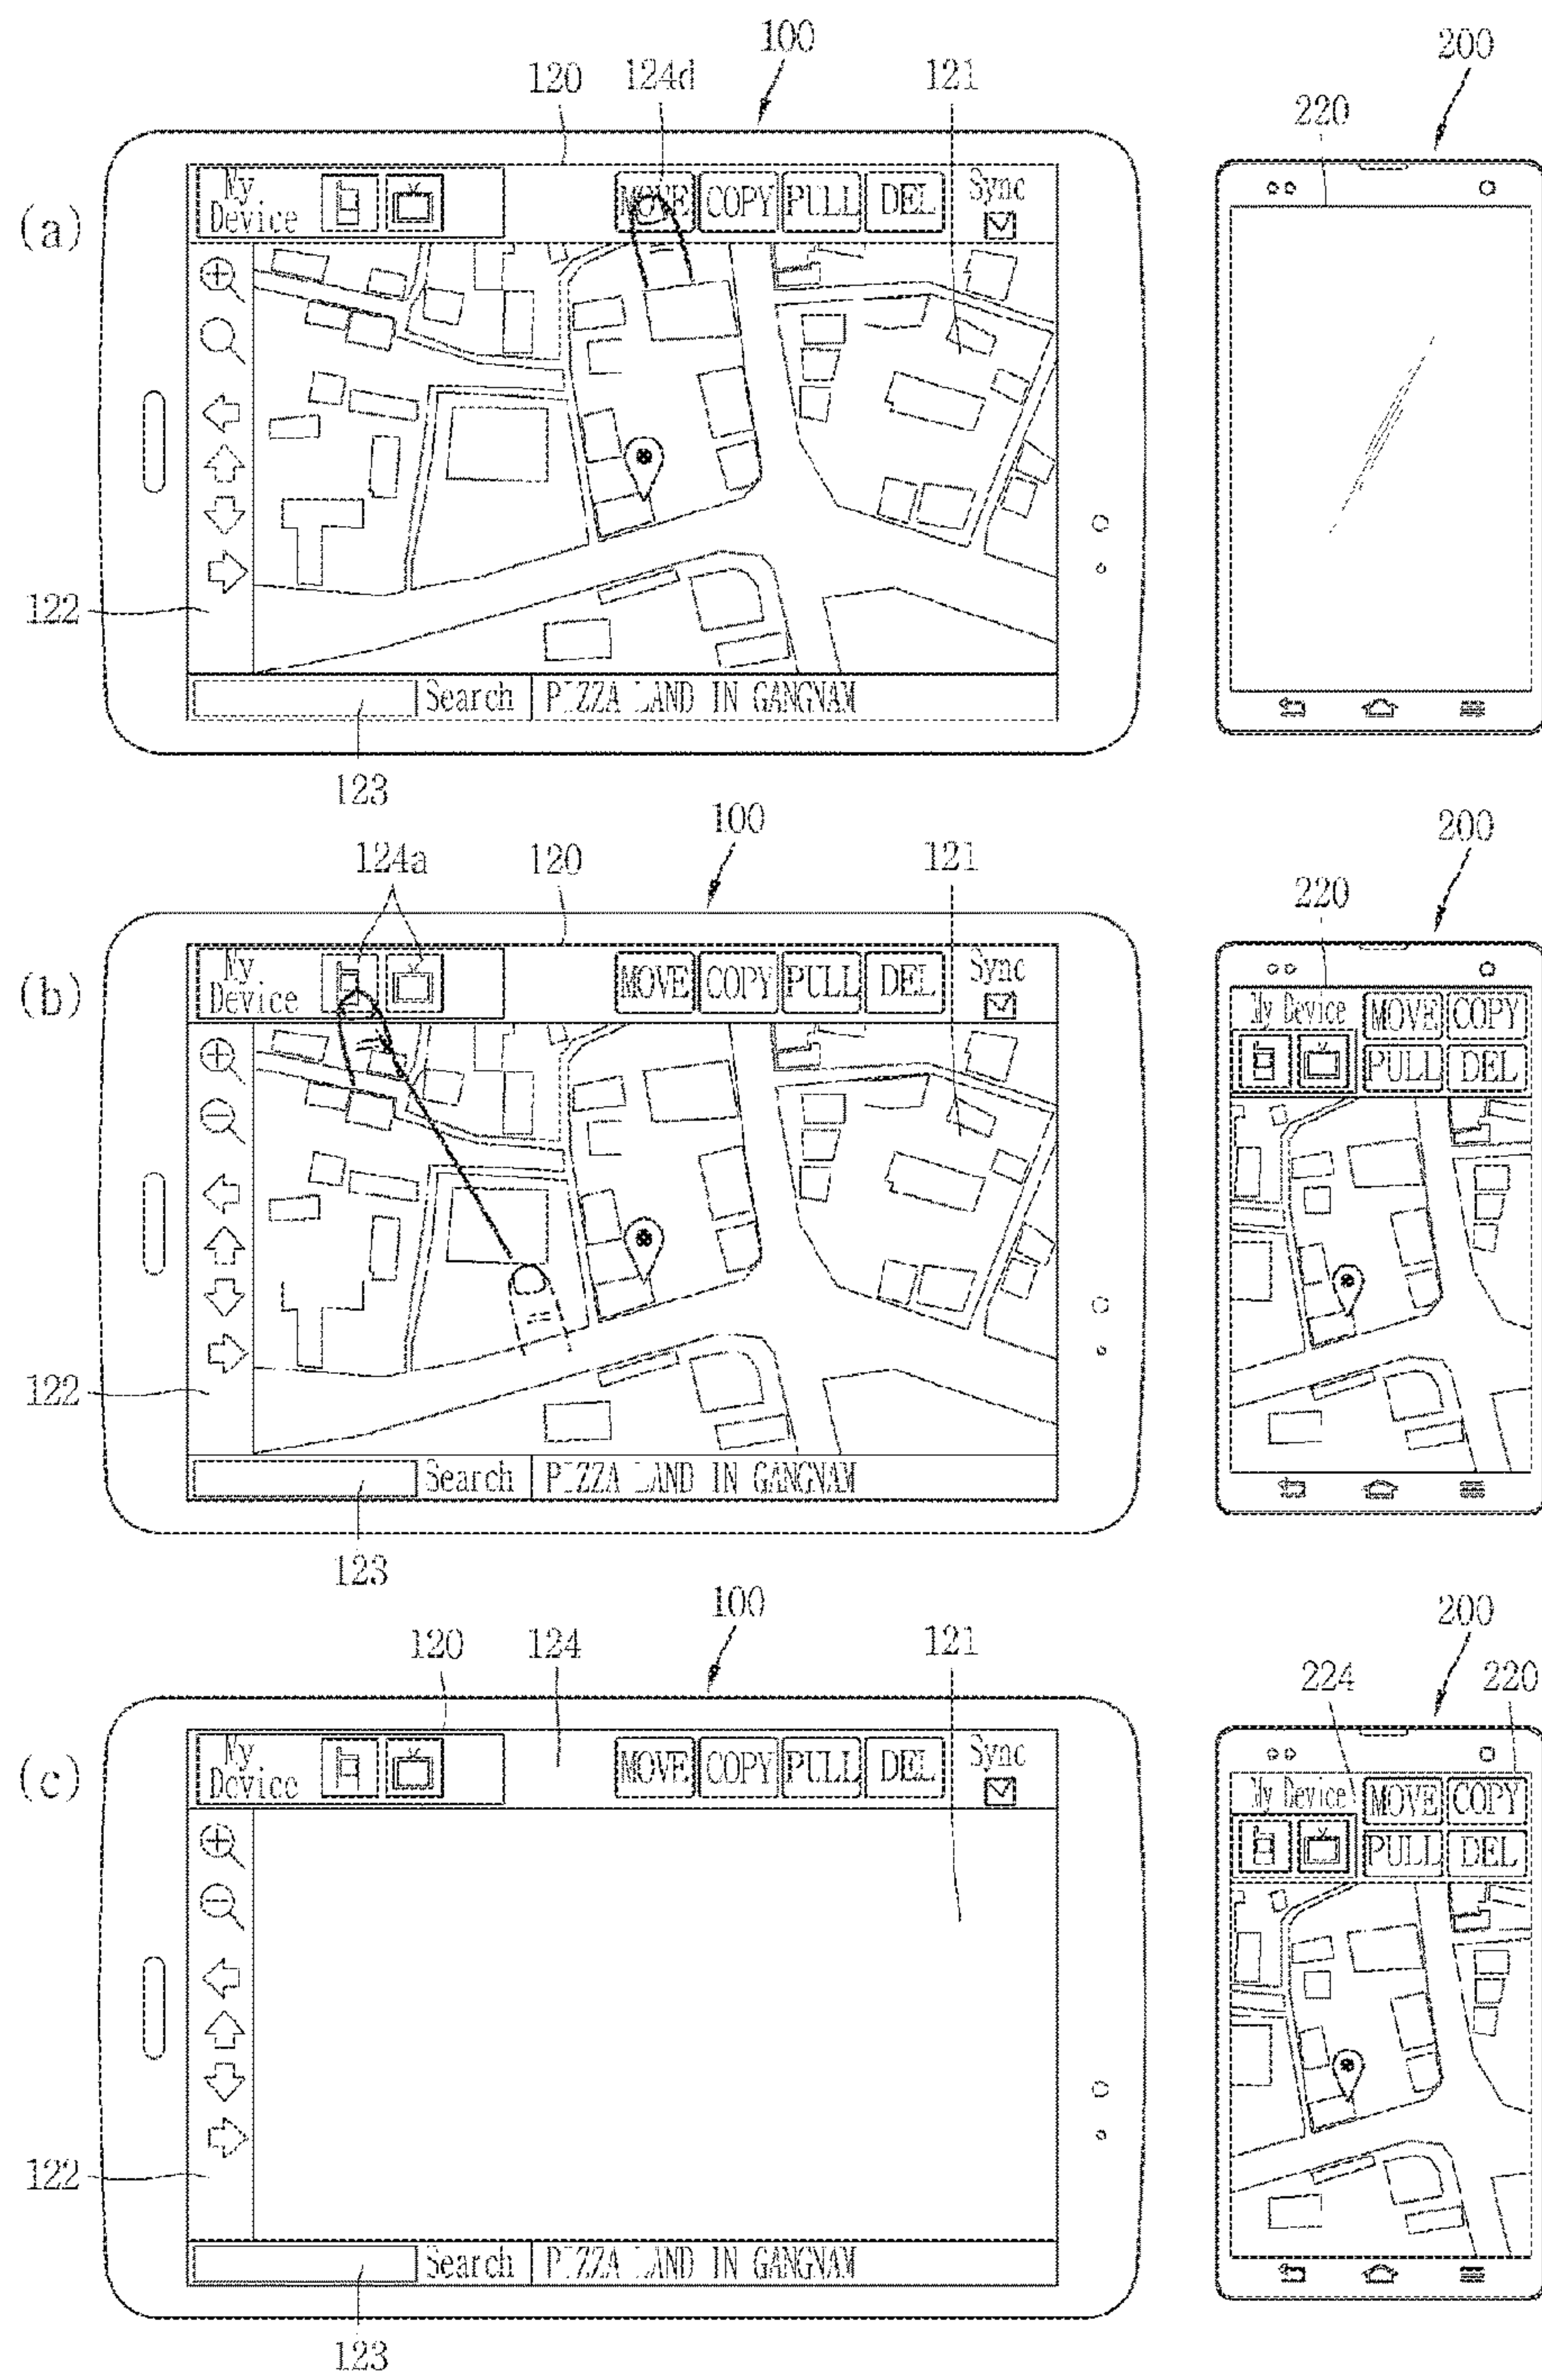 100
200
120 124d 121
220
(a)
My
Device
MOVE COPY PULL DEL Sync
122
Search PIZZA LAND IN GANGNAM
123
100
200
124a 120 121
220
(b)
My
Device
MOVE COPY PULL DEL Sync
My Device MOVE COPY
PULL DEL
122
Search PIZZA LAND IN GANGNAM
123
100
200
120 124 121
224 220
(c)
My
Device
MOVE COPY PULL DEL Sync
My Device MOVE COPY
PULL DEL
122
Search PIZZA LAND IN GANGNAM
123